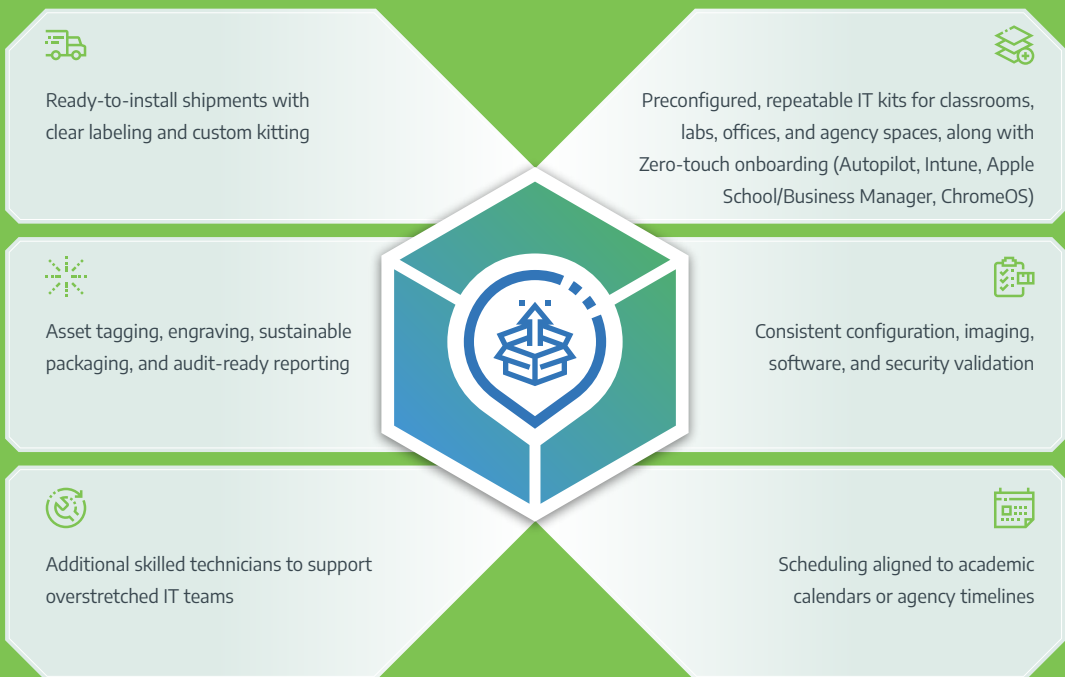 Ready-to-install shipments with
clear labeling and custom kitting
Preconfigured, repeatable IT kits for classrooms,
labs, offices, and agency spaces, along with
Zero-touch onboarding (Autopilot, Intune, Apple
School/Business Manager, ChromeOS)
Asset tagging, engraving, sustainable
packaging, and audit-ready reporting
Consistent configuration, imaging,
software, and security validation
Additional skilled technicians to support
overstretched IT teams
Scheduling aligned to academic
calendars or agency timelines